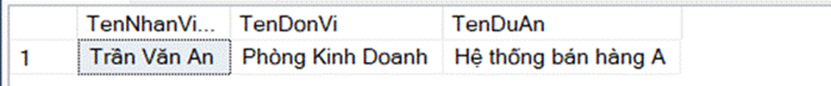 TenNhanVi... TenDonVi TenDuAn
1 Trần Văn An Phòng Kinh Doanh Hệ thống bán hàng A